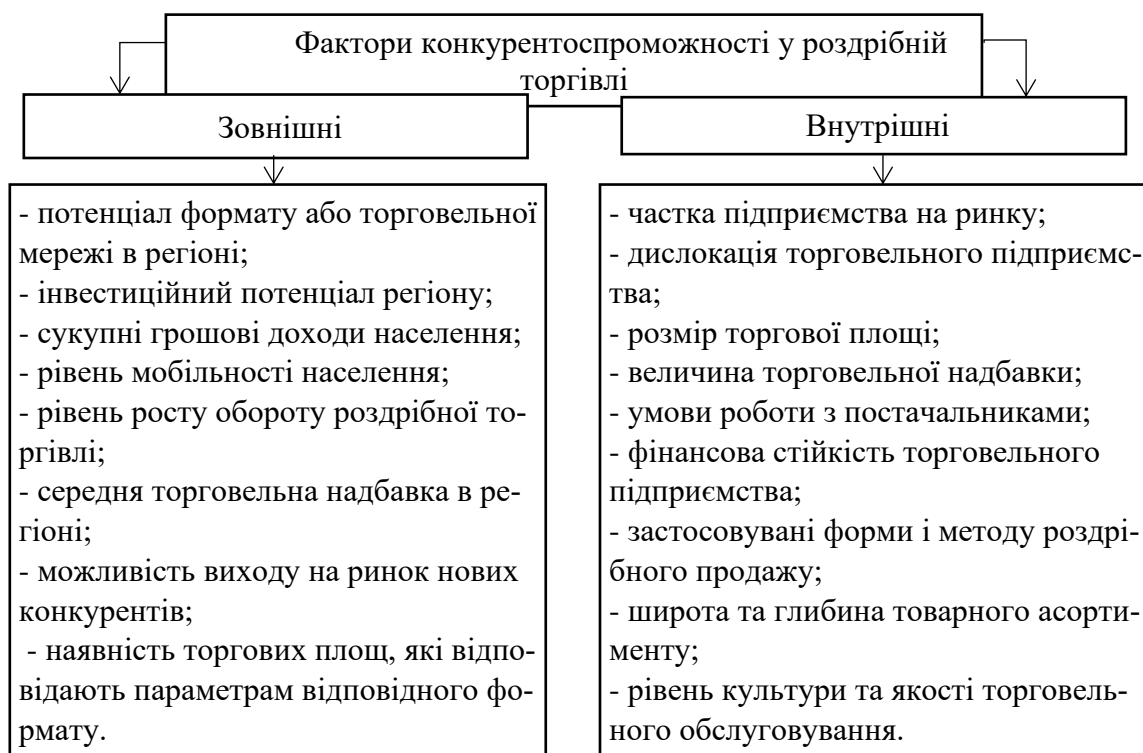 Фактори конкурентоспроможності у роздрібній
торгівлі
Зовнішні
Внутрішні
- потенціал формату або торговельної
мережі в регіоні;
- інвестиційний потенціал регіону;
- сукупні грошові доходи населення;
- рівень мобільності населення;
- рівень росту обороту роздрібної то-
ргівлі;
- середня торговельна надбавка в ре-
гіоні;
- можливість виходу на ринок нових
конкурентів;
- наявність торгових площ, які відпо-
відають параметрам відповідного фо-
рмату.
- частка підприємства на ринку;
- дислокація торговельного підприємс-
тва;
- розмір торгової площі;
- величина торговельної надбавки;
- умови роботи з постачальниками;
- фінансова стійкість торговельного
підприємства;
- застосовувані форми і методу роздрі-
бного продажу;
- широта та глибина товарного асорти-
менту;
- рівень культури та якості торговель-
ного обслуговування.